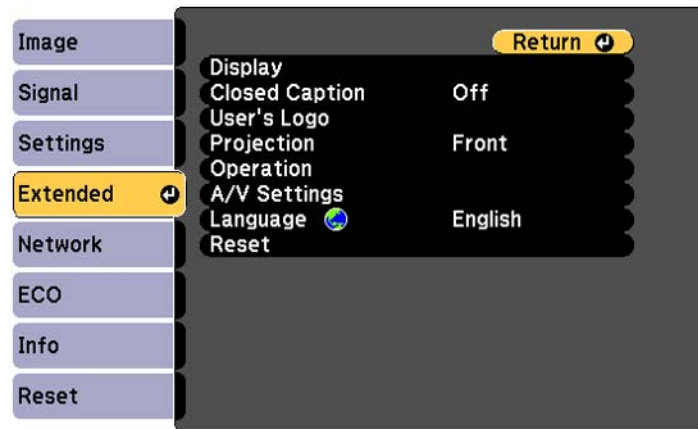 Image
Signal
Settings
Extended
Network
ECO
Info
Reset
Return
Display
Closed Caption Off
User's Logo
Projection Front
Operation
A/V Settings
Language English
Reset